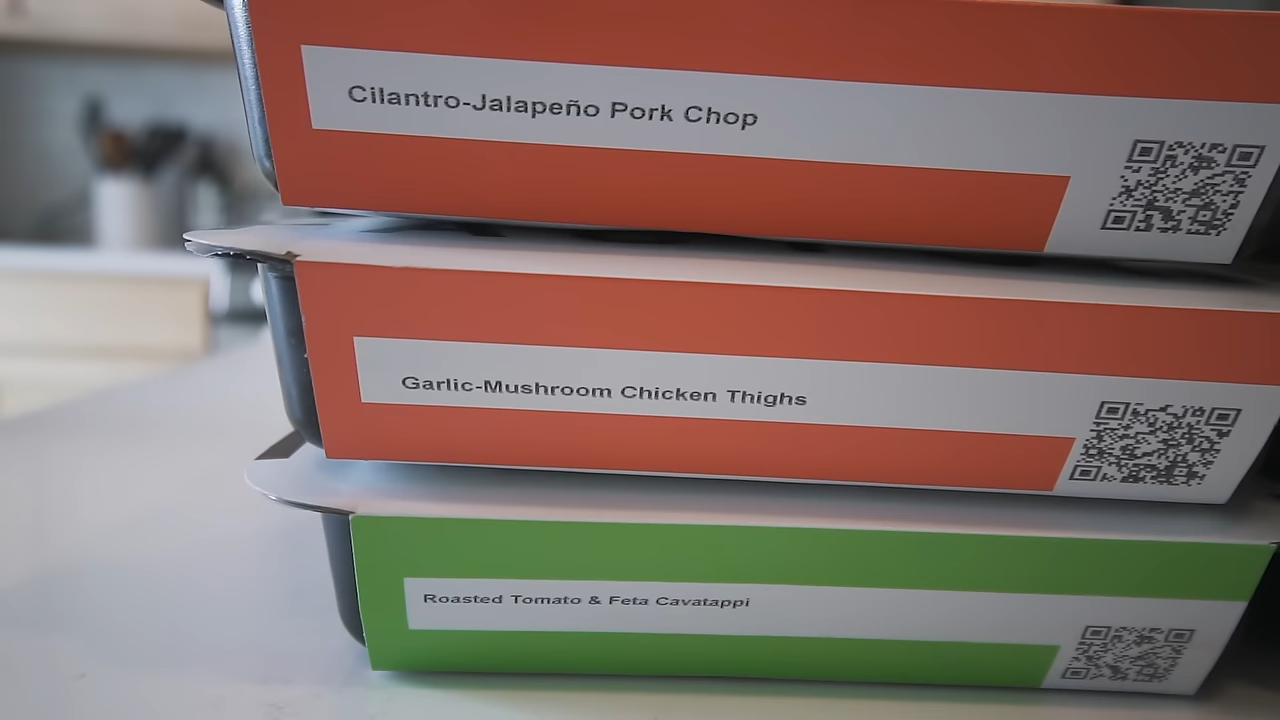 Cilantro-Jalapeño Pork Chop
Garlic-Mushroom Chicken Thighs
Roasted Tomato & Feta Cavatappi